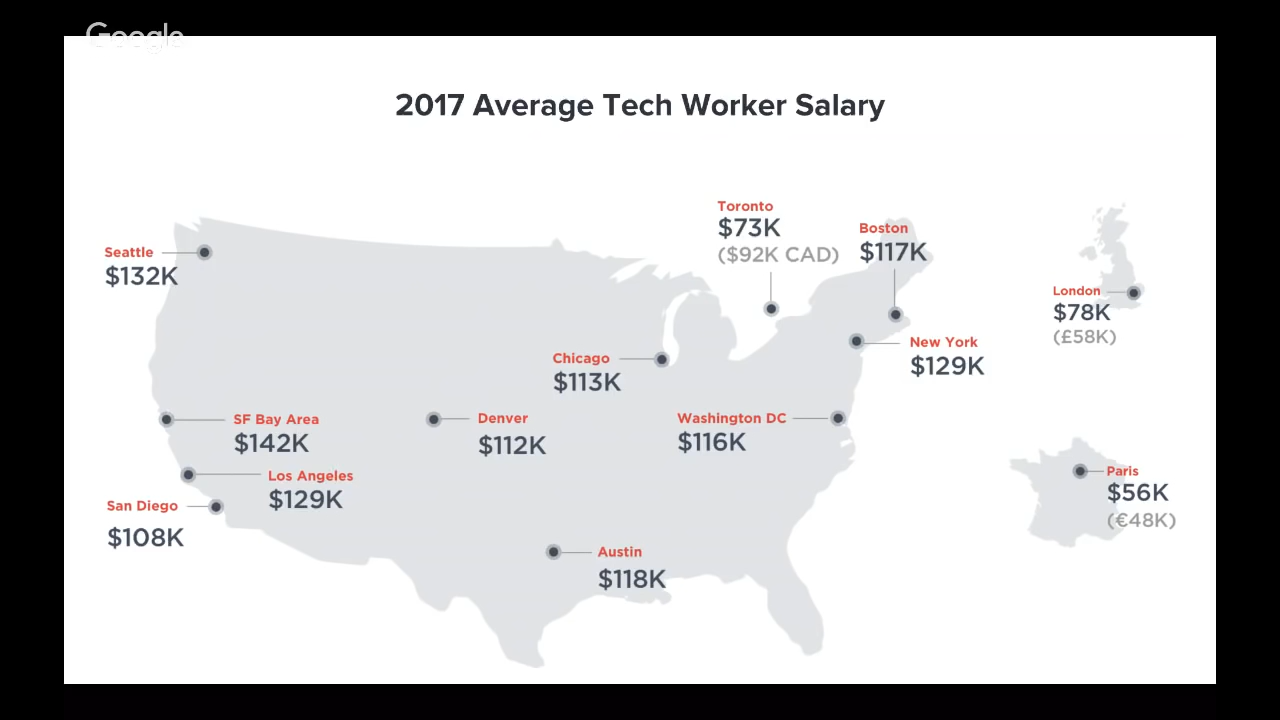 Google
2017 Average Tech Worker Salary
Toronto
$73K
($92K CAD)
Boston
$117K
Seattle
$132K
London
$78K
(£58K)
New York
$129K
Chicago
$113K
SF Bay Area
$142K
Denver
$112K
Washington DC
$116K
Los Angeles
$129K
San Diego
$108K
Paris
$56K
(€48K)
Austin
$118K